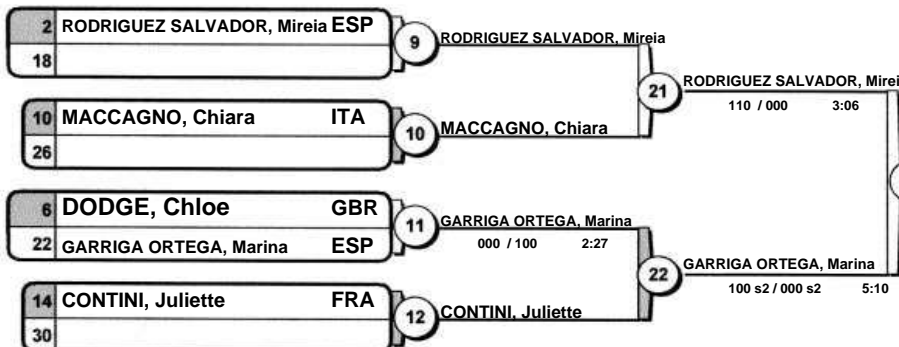 2 RODRIGUEZ SALVADOR, Mireia ESP
18
9
RODRIGUEZ SALVADOR, Mireia
10 MACCAGNO, Chiara ITA
26
10
MACCAGNO, Chiara
21
RODRIGUEZ SALVADOR, Mirei
110 / 000 3:06
6 DODGE, Chloe GBR
22 GARRIGA ORTEGA, Marina ESP
11
GARRIGA ORTEGA, Marina
000 / 100 2:27
14 CONTINI, Juliette FRA
30
12
CONTINI, Juliette
22
GARRIGA ORTEGA, Marina
100 s2 / 000 s2 5:10